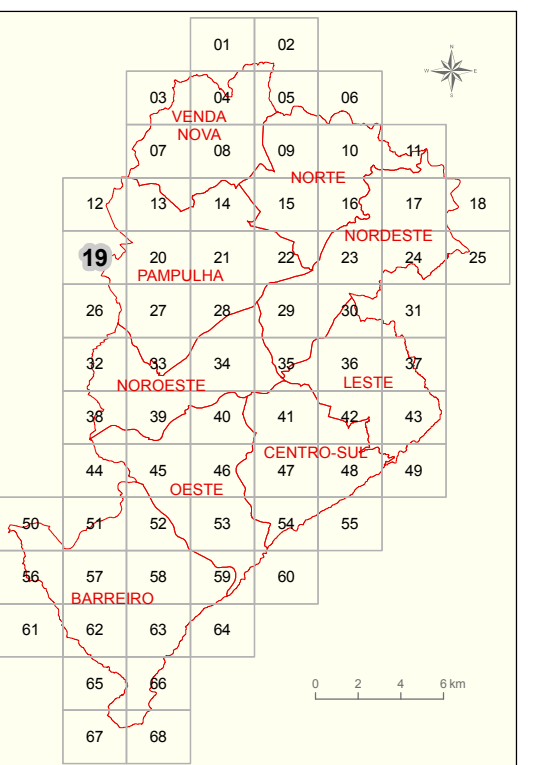 01 02
N
W E
S
03 04 05 06
VENDA
NOVA
07 08 09 10 11
NORTE
12 13 14 15 16 17 18
NORDESTE
19 20 21 22 23 24 25
PAMPULHA
26 27 28 29 30 31
32 33 34 35 36 37
NOROESTE LESTE
38 39 40 41 42 43
CENTRO-SUL
44 45 46 47 48 49
OESTE
50 51 52 53 54 55
56 57 58 59 60
BARREIRO
61 62 63 64
65 66
0 2 4 6 km
67 68